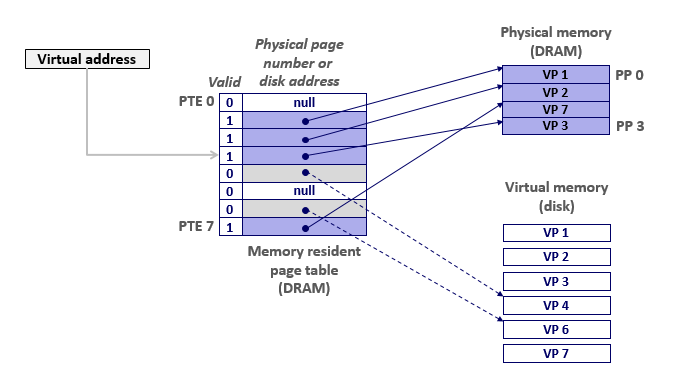 Virtual address
Physical page
number or
disk address
Valid
PTE 0
0 null
1
1
1
0
0 null
0
PTE 7 1
Memory resident
page table
(DRAM)
Physical memory
(DRAM)
VP 1 PP 0
VP 2
VP 7
VP 3 PP 3
Virtual memory
(disk)
VP 1
VP 2
VP 3
VP 4
VP 6
VP 7